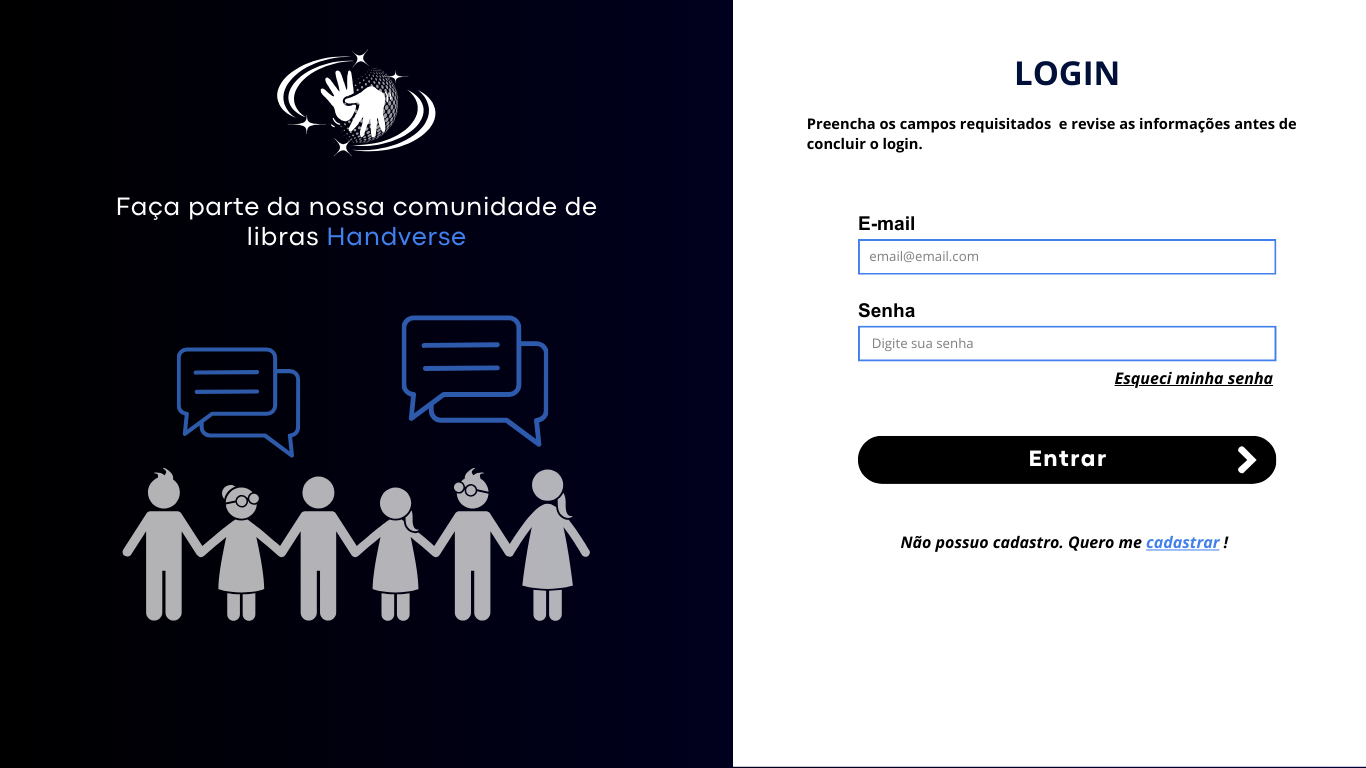 Faça parte da nossa comunidade de
libras Handverse
LOGIN
Preencha os campos requisitados  e revise as informações antes de
concluir o login.
E-mail
email@email.com
Senha
Digite sua senha
Esqueci minha senha
Entrar
Não possuo cadastro. Quero me cadastrar !